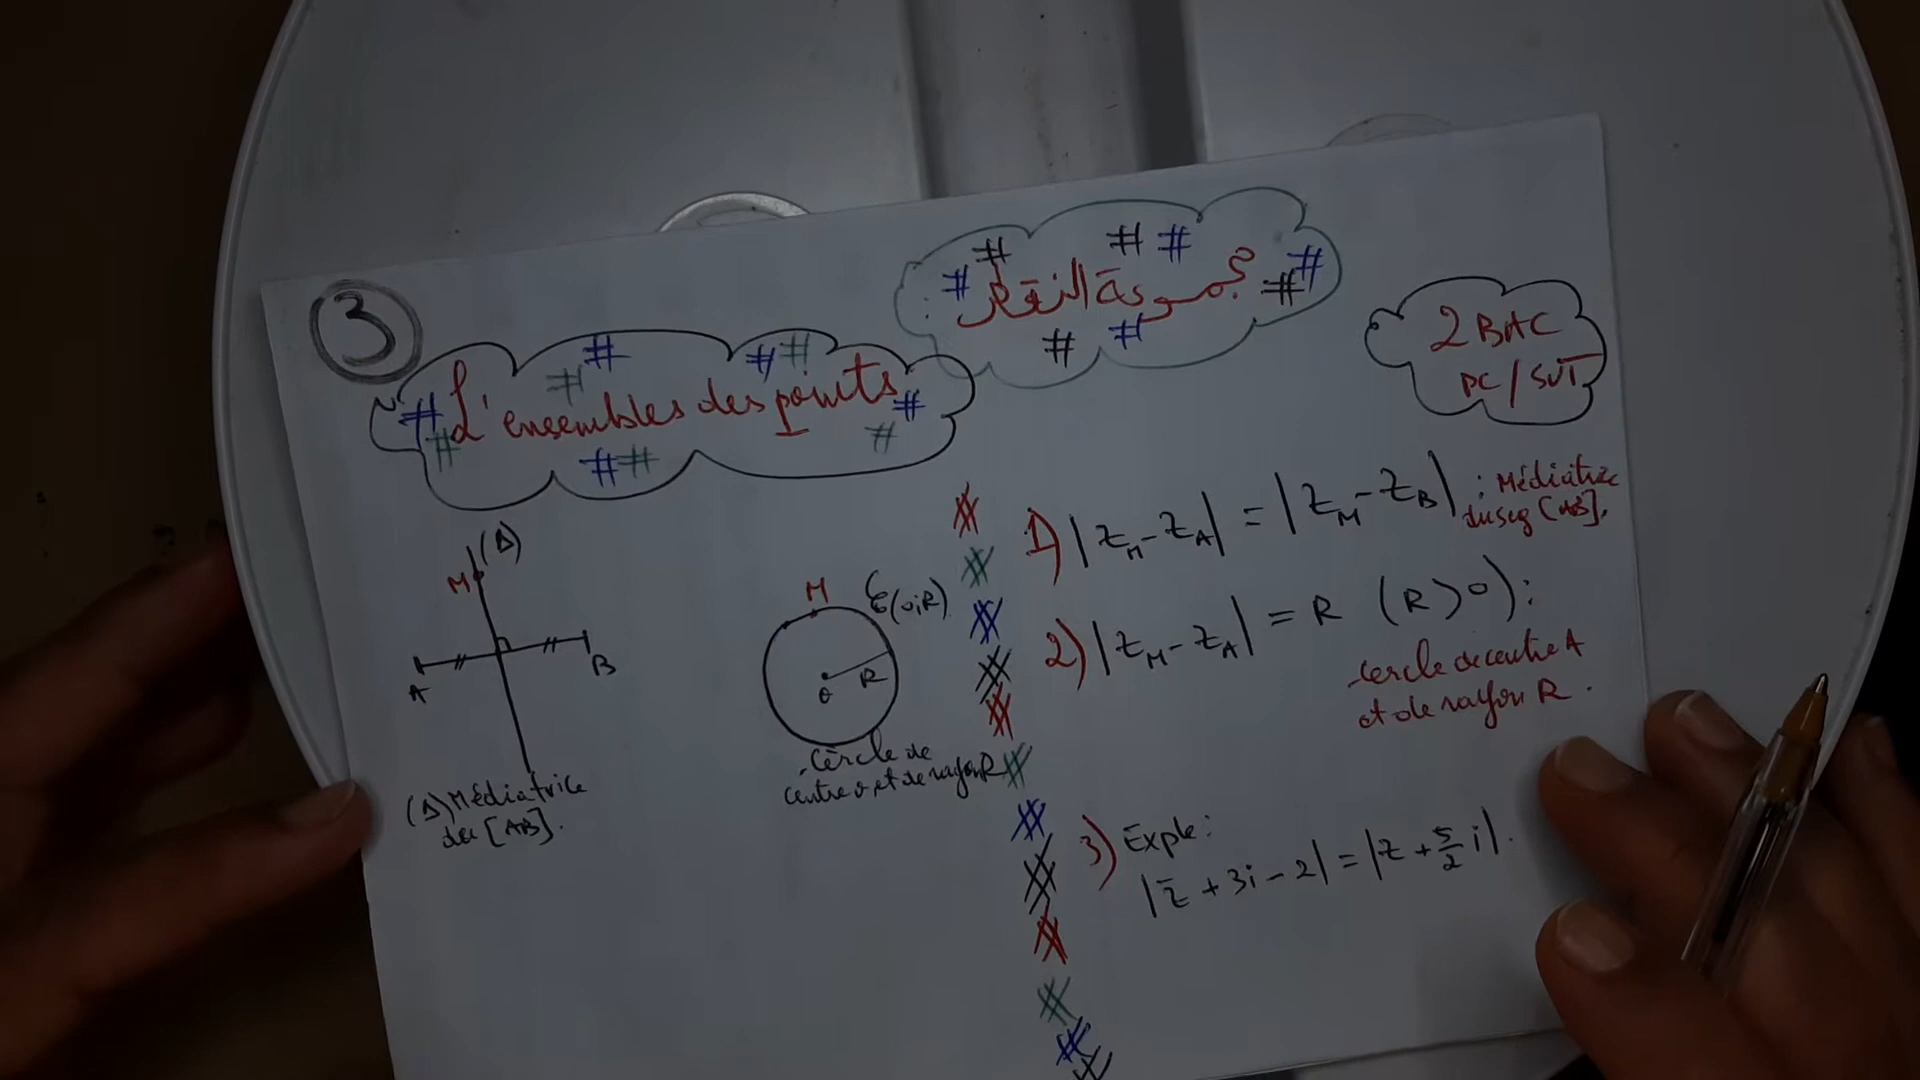 3
مجموعة النقط
L'ensembles des points
2 BAC
PC / SVT
(Δ)
M
A
B
(Δ) Médiatrice
de [AB].
M
C(o;R)
o
R
Cercle de
centre o et de rayon R
1) |z_M - z_A| = |z_M - z_B| : Médiatrice
du seg [AB].
2) |z_M - z_A| = R (R>0) :
cercle de centre A
et de rayon R.
3) Exple :
|z̄ + 3i - 2| = |z + 5/2 i|.